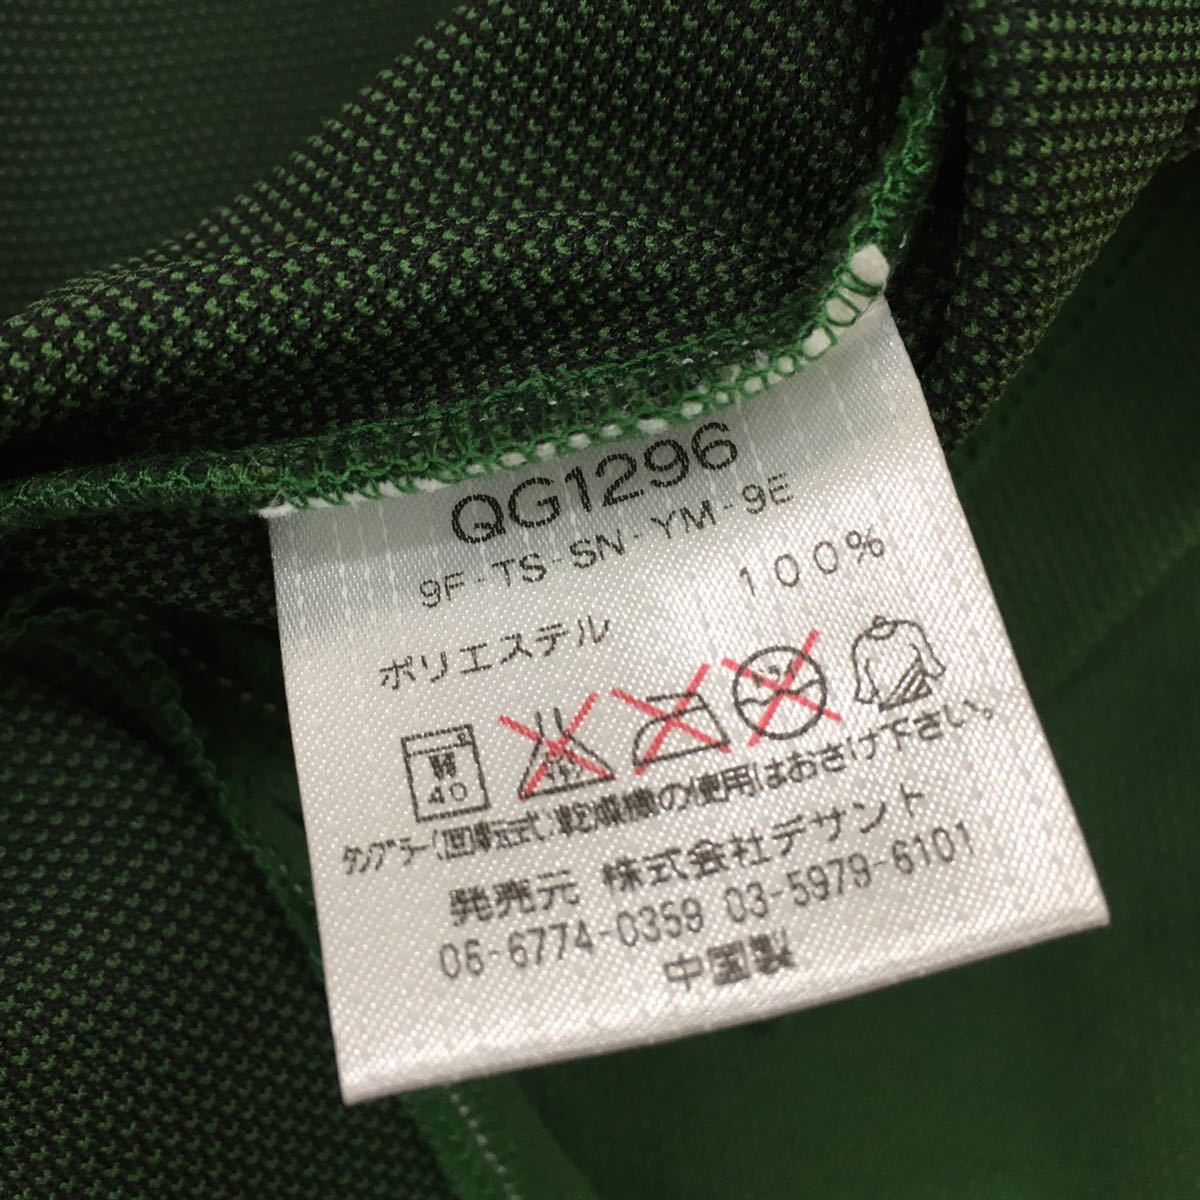 QG1296
9F-TS-SN-YM-9E
ポリエステル 100%
弱
40
タンブラー(回転式)乾燥機の使用はおさけ下さい。
発売元 株式会社デサント
06-6774-0359 03-5979-6101
中国製